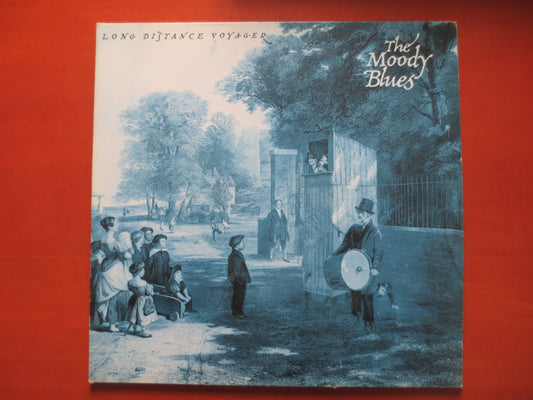 LONG DISTANCE VOYAGER
The
Moody
Blues